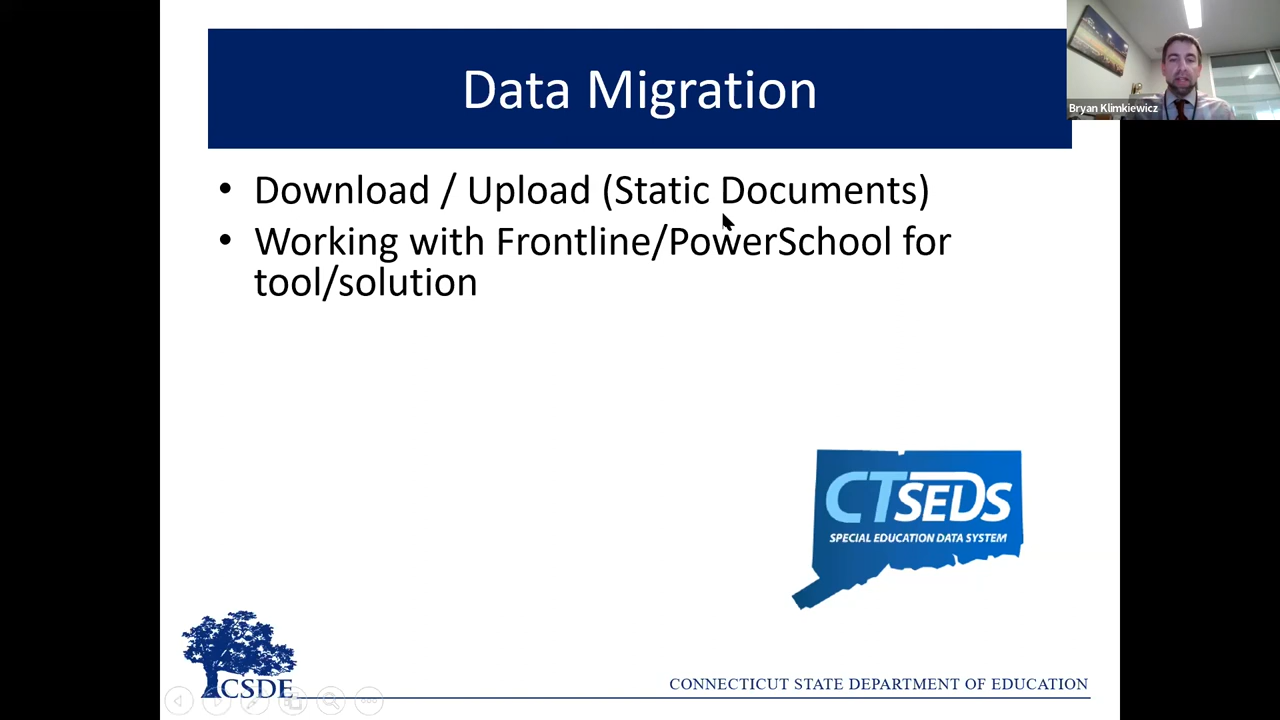 Data Migration
Bryan Klimkiewicz
• Download / Upload (Static Documents)
• Working with Frontline/PowerSchool for
tool/solution
CTSEDS
SPECIAL EDUCATION DATA SYSTEM
CSDE
CONNECTICUT STATE DEPARTMENT OF EDUCATION